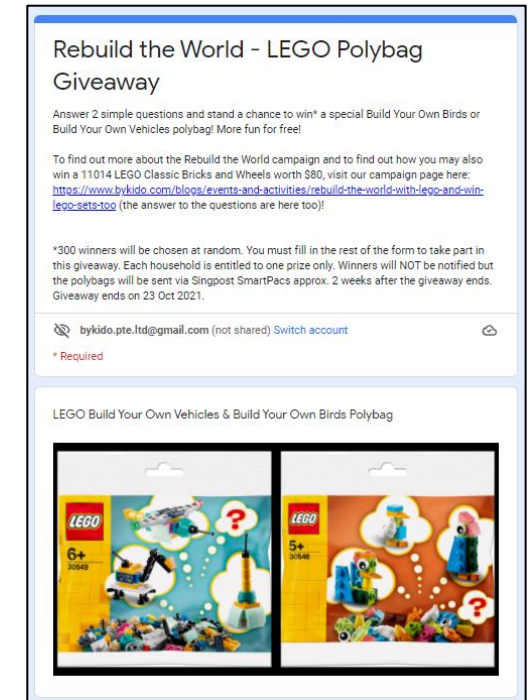 Rebuild the World - LEGO Polybag
Giveaway
Answer 2 simple questions and stand a chance to win* a special Build Your Own Birds or
Build Your Own Vehicles polybag! More fun for free!
To find out more about the Rebuild the World campaign and to find out how you may also
win a 11014 LEGO Classic Bricks and Wheels worth $80, visit our campaign page here:
https://www.bykido.com/blogs/events-and-activities/rebuild-the-world-with-lego-and-win-
lego-sets-too (the answer to the questions are here too)!
*300 winners will be chosen at random. You must fill in the rest of the form to take part in
this giveaway. Each household is entitled to one prize only. Winners will NOT be notified but
the polybags will be sent via Singpost SmartPacs approx. 2 weeks after the giveaway ends.
Giveaway ends on 23 Oct 2021.
bykido.pte.ltd@gmail.com (not shared) Switch account
* Required
LEGO Build Your Own Vehicles & Build Your Own Birds Polybag
LEGO
6+
30549
?
LEGO
5+
30548
?